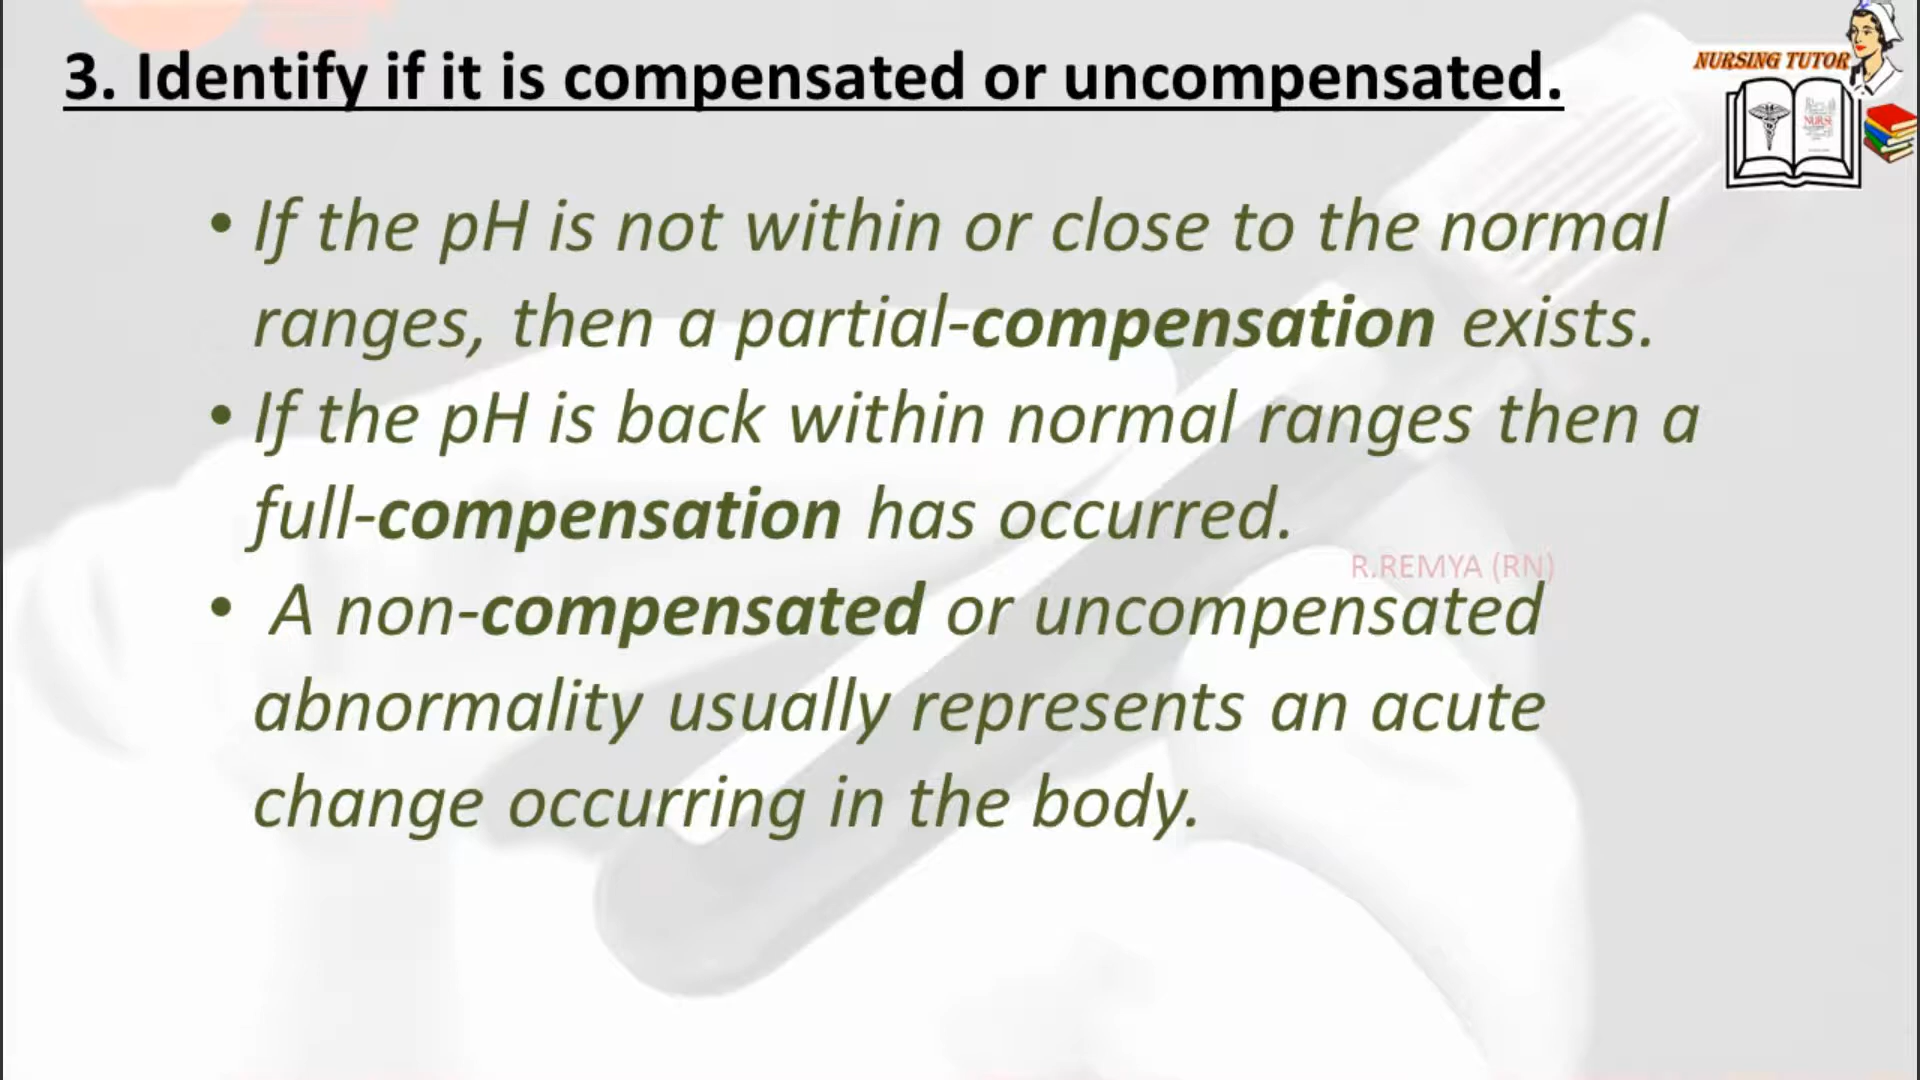 3. Identify if it is compensated or uncompensated.
NURSING TUTOR
NURSE
• If the pH is not within or close to the normal
ranges, then a partial-compensation exists.
• If the pH is back within normal ranges then a
full-compensation has occurred.
R.REMYA (RN)
• A non-compensated or uncompensated
abnormality usually represents an acute
change occurring in the body.